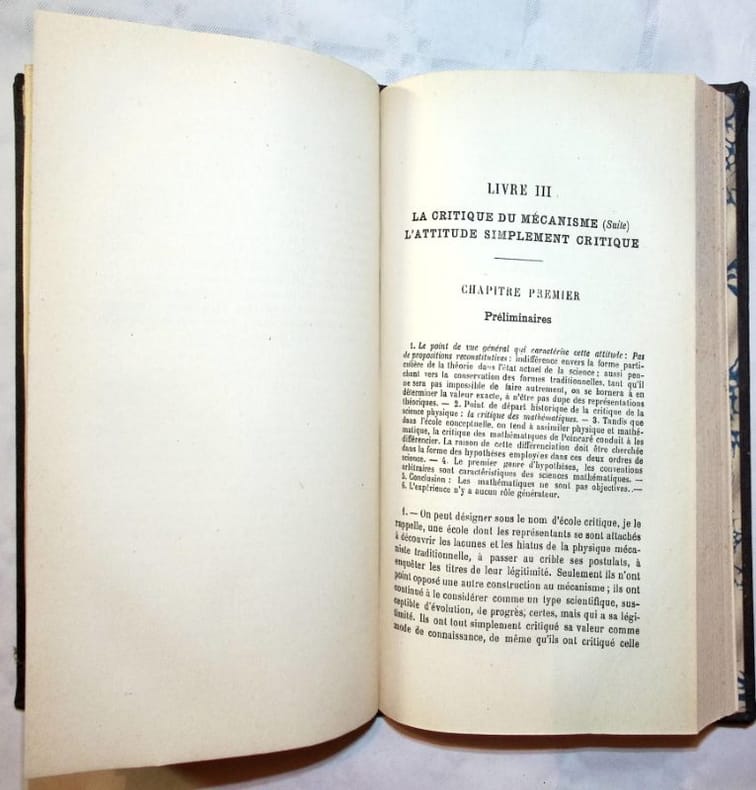 LIVRE III
LA CRITIQUE DU MÉCANISME (Suite)
L'ATTITUDE SIMPLEMENT CRITIQUE
CHAPITRE PREMIER
Préliminaires
1. Le point de vue général qui caractérise cette attitude : Pas
de propositions reconstitutives : indifférence envers la forme parti-
culière de la théorie dans l'état actuel de la science ; aussi pen-
chant vers la conservation des formes traditionnelles, tant qu'il
ne sera pas impossible de faire autrement, on se bornera à en
déterminer la valeur exacte, à n'être pas dupe des représentations
théoriques. — 2. Point de départ historique de la critique de la
science physique : la critique des mathématiques. — 3. Tandis que
dans l'école conceptuelle, on tend à assimiler physique et mathé-
matique, la critique des mathématiques de Poincaré conduit à les
différencier. La raison de cette différenciation doit être cherchée
dans la forme des hypothèses employées dans ces deux ordres de
science. — 4. Le premier genre d'hypothèses, les conventions
arbitraires sont caractéristiques des sciences mathématiques. —
5. Conclusion : Les mathématiques ne sont pas objectives. —
6. L'expérience n'y a aucun rôle générateur.
1. — On peut désigner sous le nom d'école critique, je le
rappelle, une école dont les représentants se sont attachés
à découvrir les lacunes et les hiatus de la physique méca-
niste traditionnelle, à passer au crible ses postulats, à
enquêter les titres de leur légitimité. Seulement ils n'ont
point opposé une autre construction au mécanisme ; ils ont
continué à le considérer comme un type scientifique, sus-
ceptible d'évolution, de progrès, certes, mais qui a sa légi-
timité. Ils ont tout simplement critiqué sa valeur comme
mode de connaissance, de même qu'ils ont critiqué celle